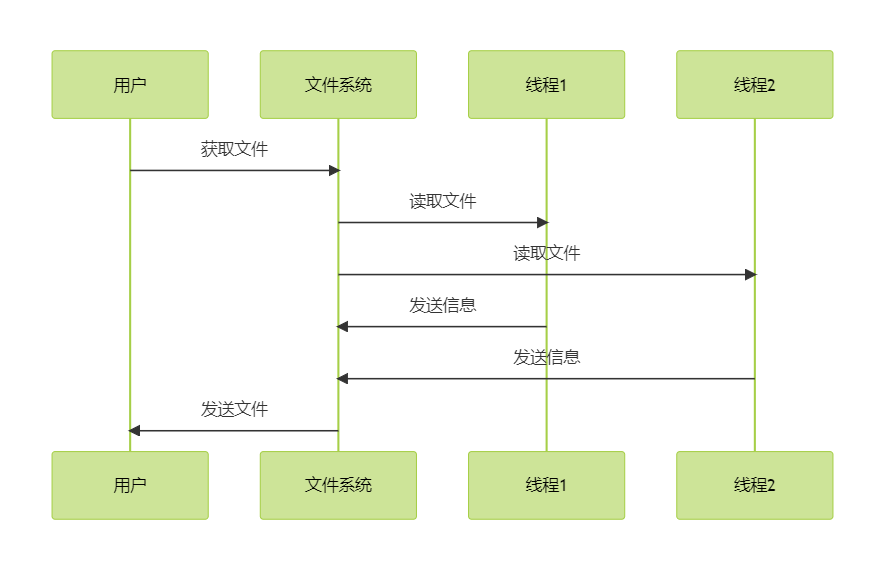 用户
文件系统
线程1
线程2
获取文件
读取文件
读取文件
发送信息
发送信息
发送文件
用户
文件系统
线程1
线程2